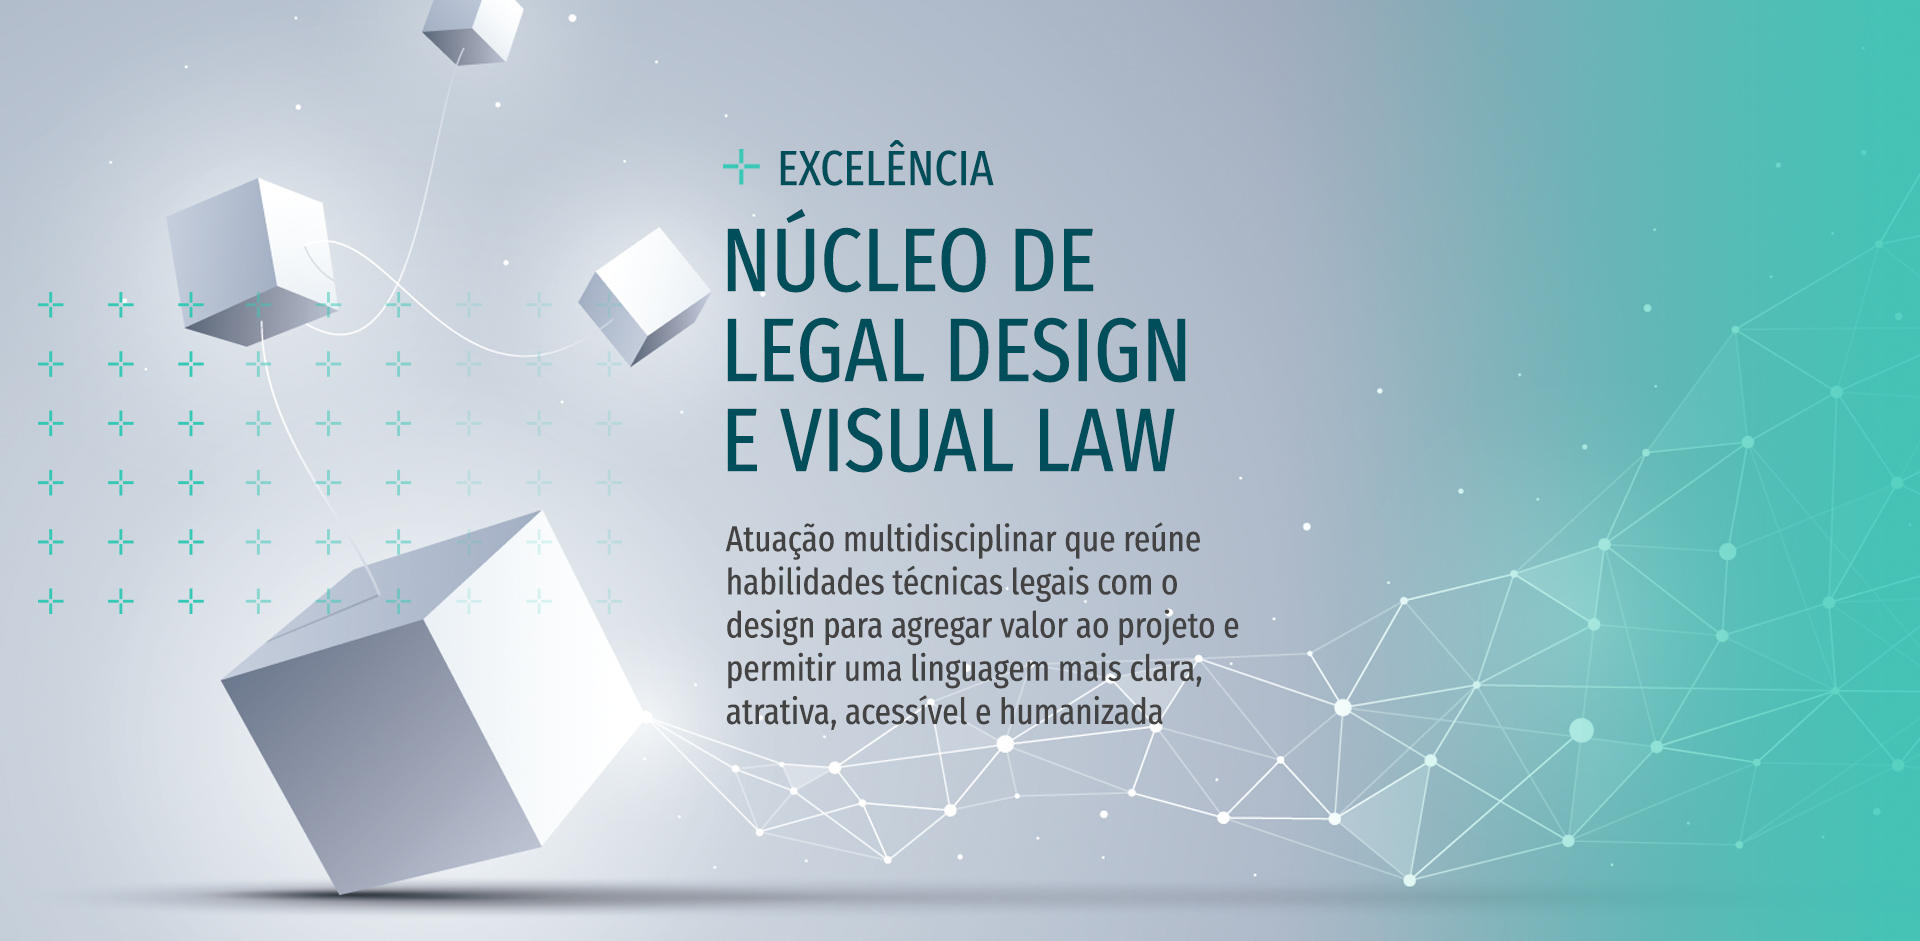 EXCELÊNCIA
NÚCLEO DE
LEGAL DESIGN
E VISUAL LAW
Atuação multidisciplinar que reúne
habilidades técnicas legais com o
design para agregar valor ao projeto e
permitir uma linguagem mais clara,
atrativa, acessível e humanizada